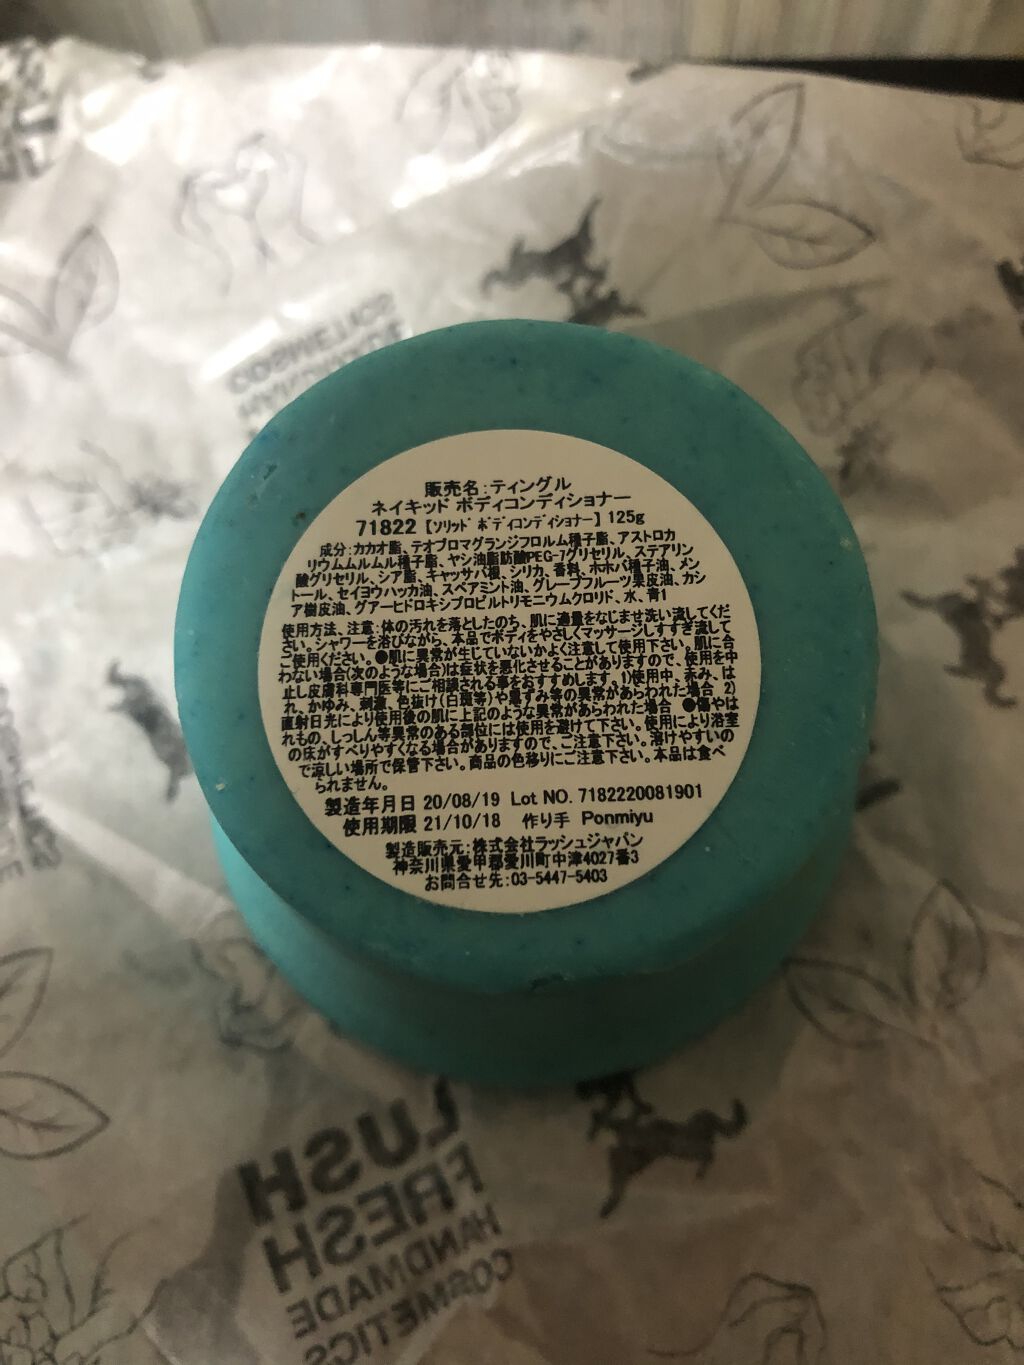 販売名:ティングル
ネイキッド ボディコンディショナー
71822 【ソリッド ボディコンディショナー】 125g
成分:カカオ脂、テオブロマグランジフロルム種子脂、アストロカ
リウムムルムル種子脂、ヤシ油脂肪酸PEG-7グリセリル、ステアリン
酸グリセリル、シア脂、キャッサバ根、シリカ、香料、ホホバ種子油、メン
トール、セイヨウハッカ油、スペアミント油、グレープフルーツ果皮油、カシ
ア樹皮油、グアーヒドロキシプロピルトリモニウムクロリド、水、青1
使用方法、注意:体の汚れを落としたのち、肌に適量をなじませ洗い流してくだ
さい。シャワーを浴びながら、本品でボディをやさしくマッサージしすすぎ流して
ご使用ください。●肌に異常が生じていないかよく注意して使用下さい。肌に合
わない場合(次のような場合)は症状を悪化させることがありますので、使用を中
止し皮膚科専門医等にご相談される事をおすすめします。1)使用中、赤み、は
れ、かゆみ、刺激、色抜け(白斑等)や黒ずみ等の異常があらわれた場合 2)
直射日光により使用後の肌に上記のような異常があらわれた場合 ●傷やは
れもの、しっしん等異常のある部位には使用を避けて下さい。使用により浴室
の床がすべりやすくなる場合がありますので、ご注意下さい。溶けやすいの
で涼しい場所で保管下さい。商品の色移りにご注意下さい。本品は食べ
られません。
製造年月日 20/08/19 Lot NO. 7182220081901
使用期限 21/10/18 作り手 Ponmiyu
製造販売元:株式会社ラッシュジャパン
神奈川県愛甲郡愛川町中津4027番3
お問合せ先:03-5447-5403
LUSH
FRESH
HANDMADE
COSMETICS